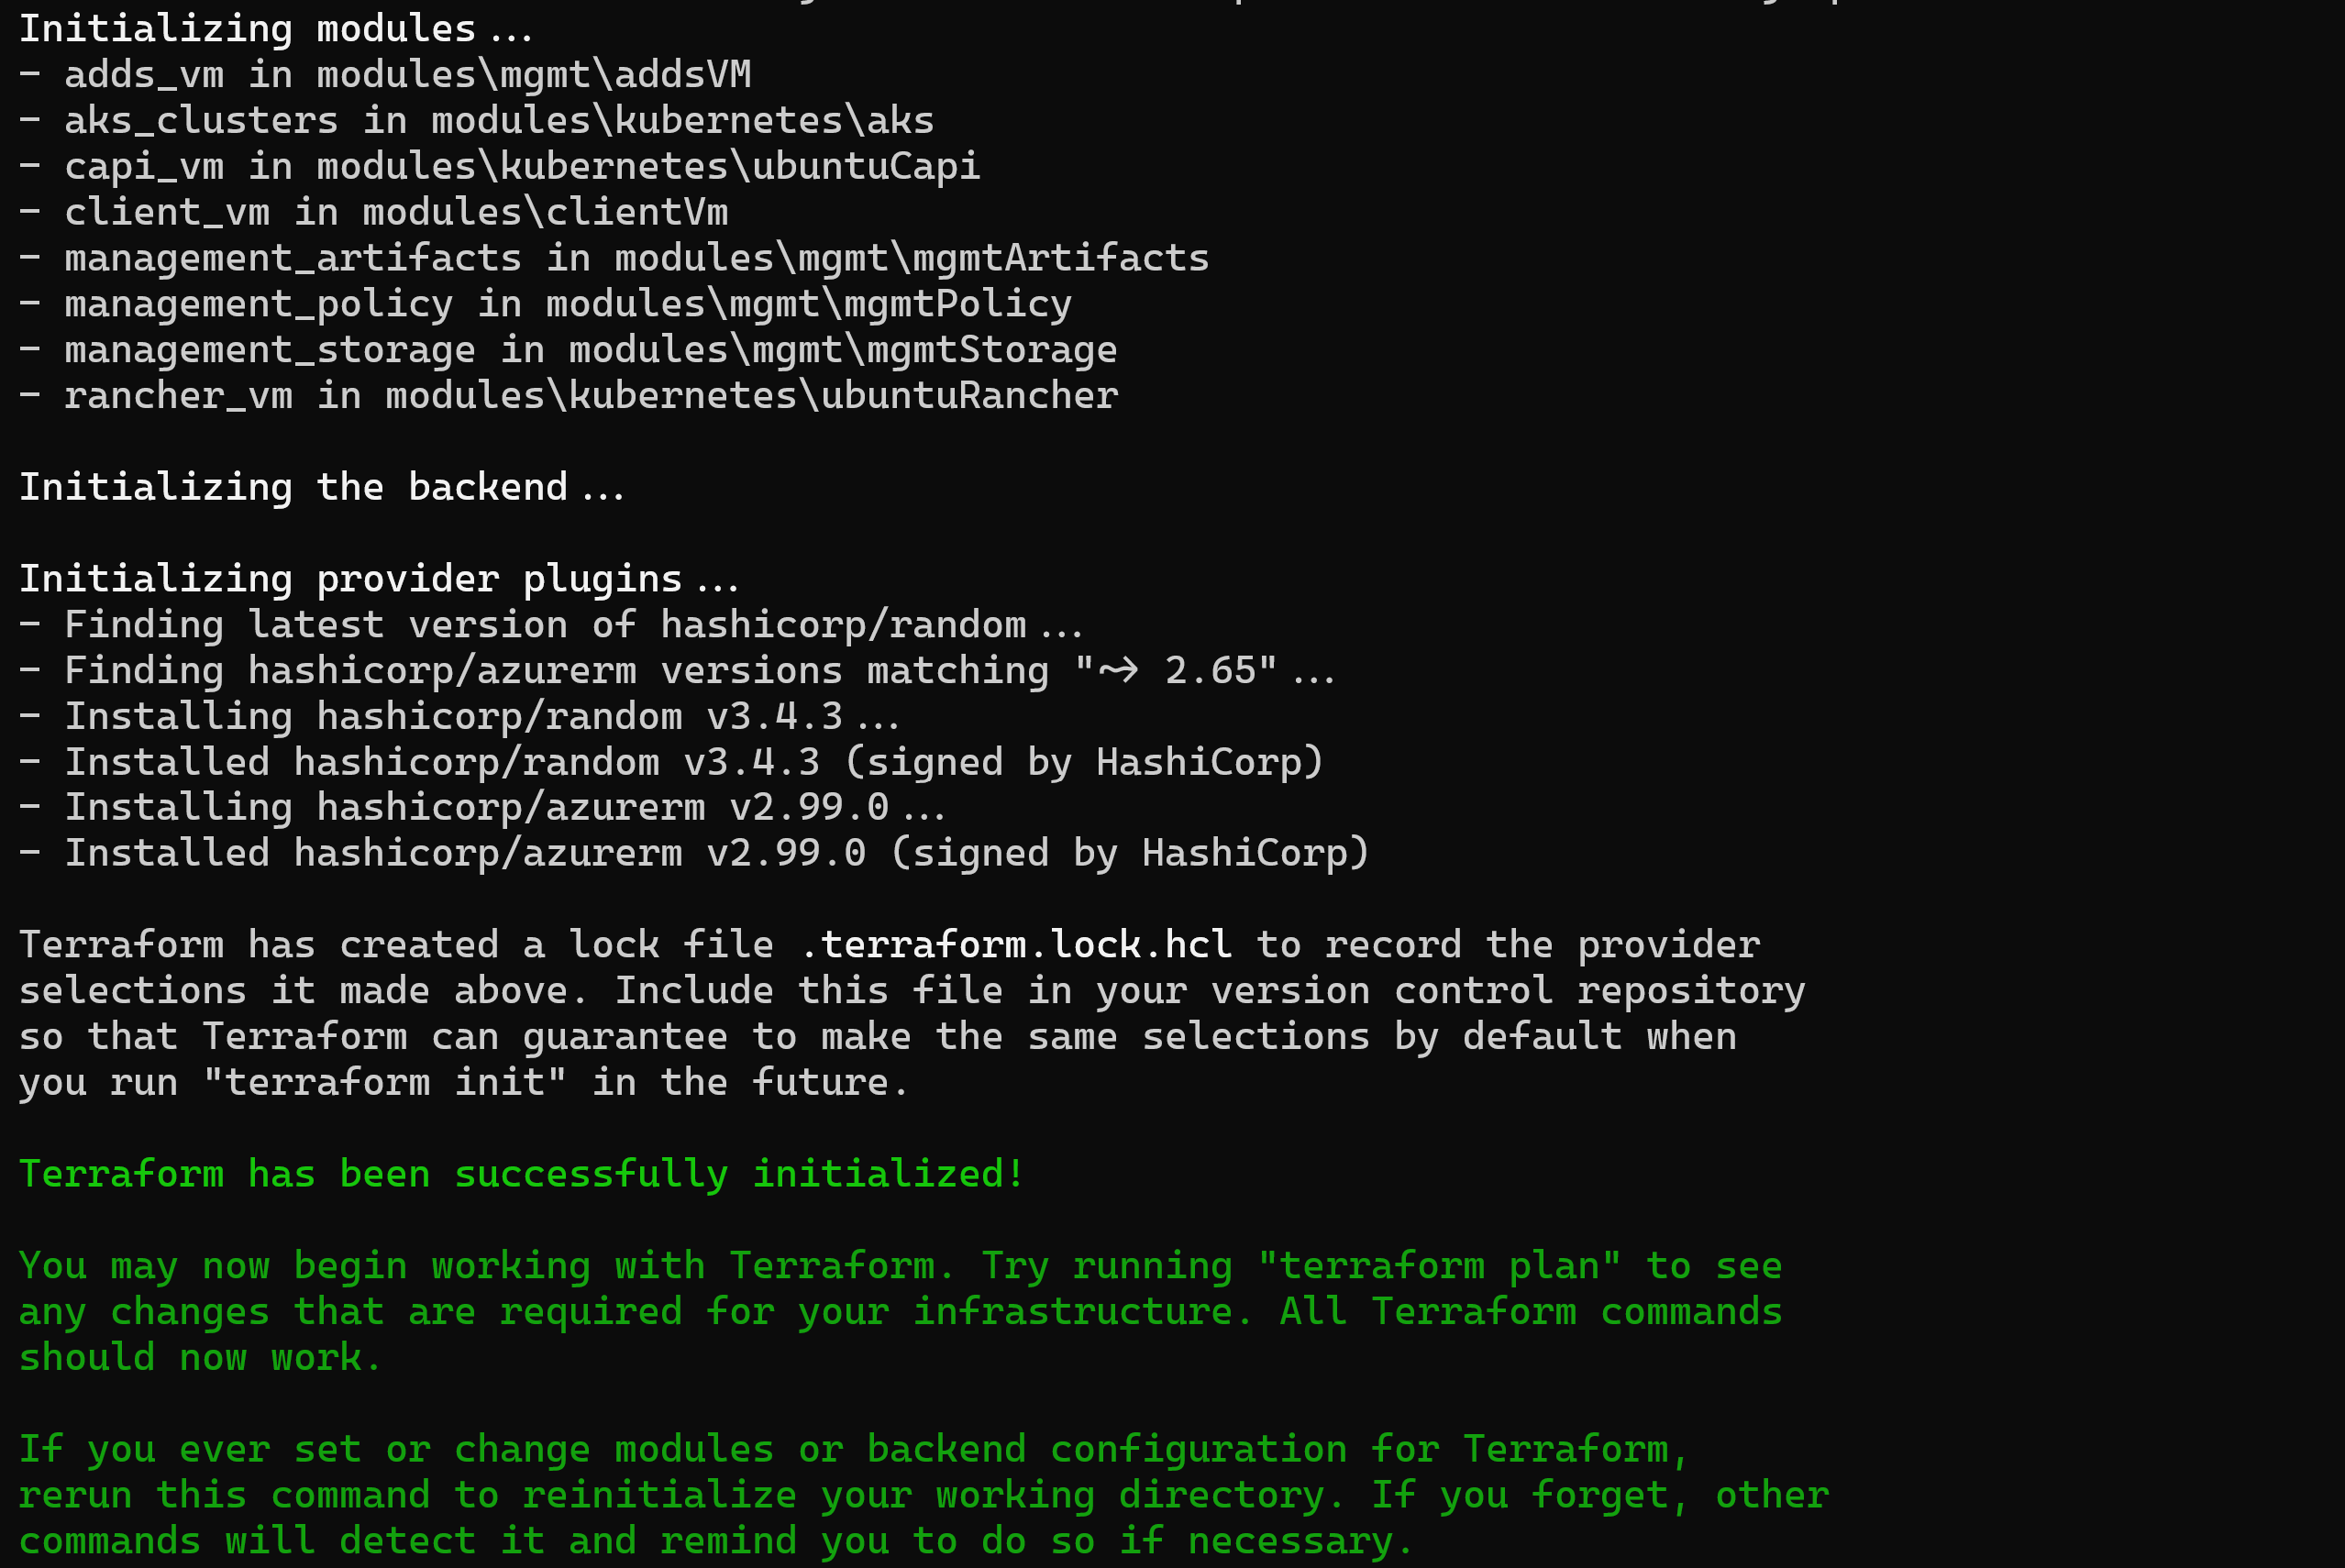 Initializing modules...
- adds_vm in modules\mgmt\addsVM
- aks_clusters in modules\kubernetes\aks
- capi_vm in modules\kubernetes\ubuntuCapi
- client_vm in modules\clientVm
- management_artifacts in modules\mgmt\mgmtArtifacts
- management_policy in modules\mgmt\mgmtPolicy
- management_storage in modules\mgmt\mgmtStorage
- rancher_vm in modules\kubernetes\ubuntuRancher
Initializing the backend...
Initializing provider plugins...
- Finding latest version of hashicorp/random...
- Finding hashicorp/azurerm versions matching "~> 2.65"...
- Installing hashicorp/random v3.4.3...
- Installed hashicorp/random v3.4.3 (signed by HashiCorp)
- Installing hashicorp/azurerm v2.99.0...
- Installed hashicorp/azurerm v2.99.0 (signed by HashiCorp)
Terraform has created a lock file .terraform.lock.hcl to record the provider
selections it made above. Include this file in your version control repository
so that Terraform can guarantee to make the same selections by default when
you run "terraform init" in the future.
Terraform has been successfully initialized!
You may now begin working with Terraform. Try running "terraform plan" to see
any changes that are required for your infrastructure. All Terraform commands
should now work.
If you ever set or change modules or backend configuration for Terraform,
rerun this command to reinitialize your working directory. If you forget, other
commands will detect it and remind you to do so if necessary.